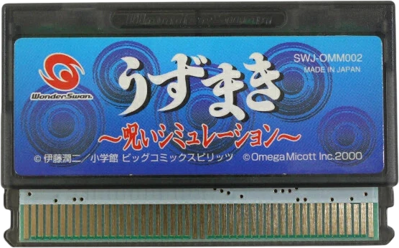 SWJ-OMM002
MADE IN JAPAN
WonderSwan
うずまき
～呪いシミュレーション～
©伊藤潤二／小学館 ビッグコミックスピリッツ
©Omega Micott Inc.2000